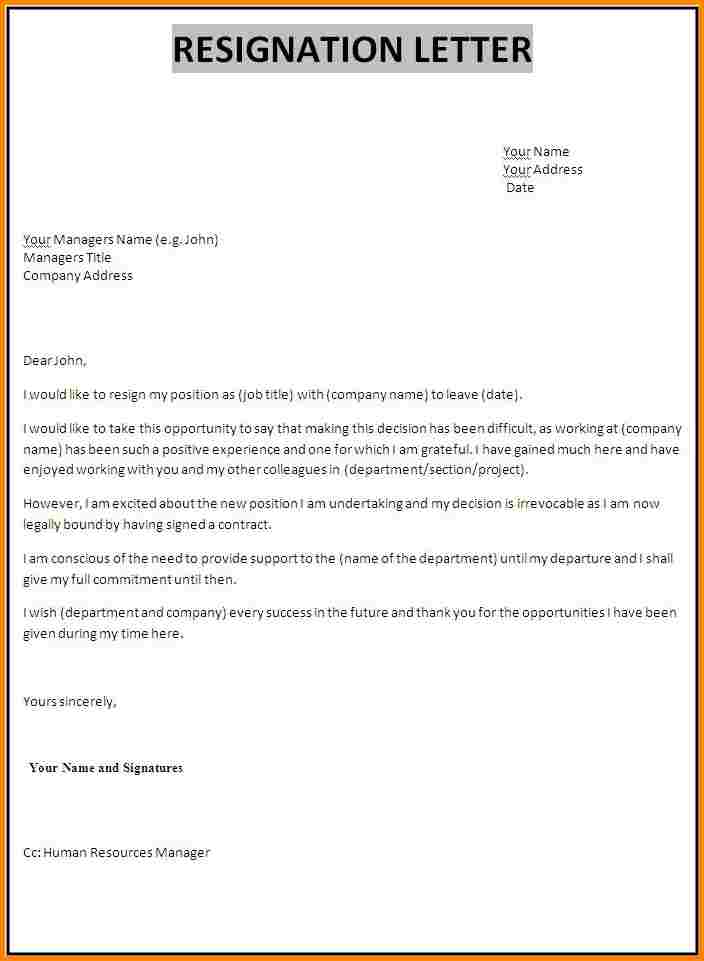 RESIGNATION LETTER
Your Name
Your Address
Date
Your Managers Name (e.g. John)
Managers Title
Company Address
Dear John,
I would like to resign my position as (job title) with (company name) to leave (date).
I would like to take this opportunity to say that making this decision has been difficult, as working at (company
name) has been such a positive experience and one for which I am grateful. I have gained much here and have
enjoyed working with you and my other colleagues in (department/section/project).
However, I am excited about the new position I am undertaking and my decision is irrevocable as I am now
legally bound by having signed a contract.
I am conscious of the need to provide support to the (name of the department) until my departure and I shall
give my full commitment until then.
I wish (department and company) every success in the future and thank you for the opportunities I have been
given during my time here.
Yours sincerely,
Your Name and Signatures
Cc: Human Resources Manager